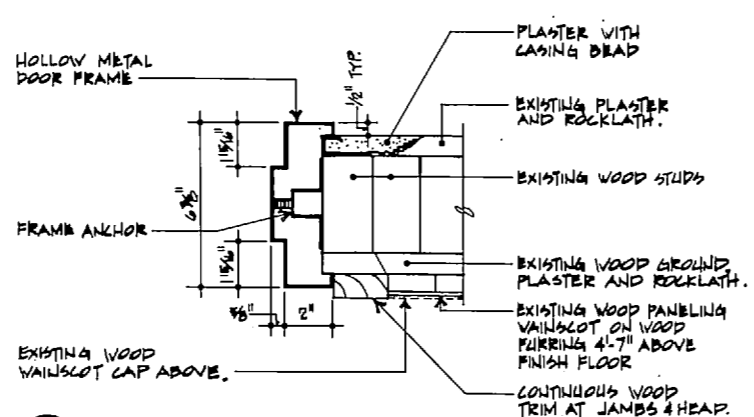 HOLLOW METAL
DOOR FRAME
PLASTER WITH
CASING BEAD
1/2" TYP.
EXISTING PLASTER
AND ROCKLATH.
1 15/16"
EXISTING WOOD STUDS
FRAME ANCHOR
1 15/16"
EXISTING WOOD GROUND,
PLASTER AND ROCKLATH.
5/8"
2"
EXISTING WOOD PANELING
WAINSCOT ON WOOD
FURRING 4'-7" ABOVE
FINISH FLOOR
EXISTING WOOD
WAINSCOT CAP ABOVE.
CONTINUOUS WOOD
TRIM AT JAMBS & HEAD.